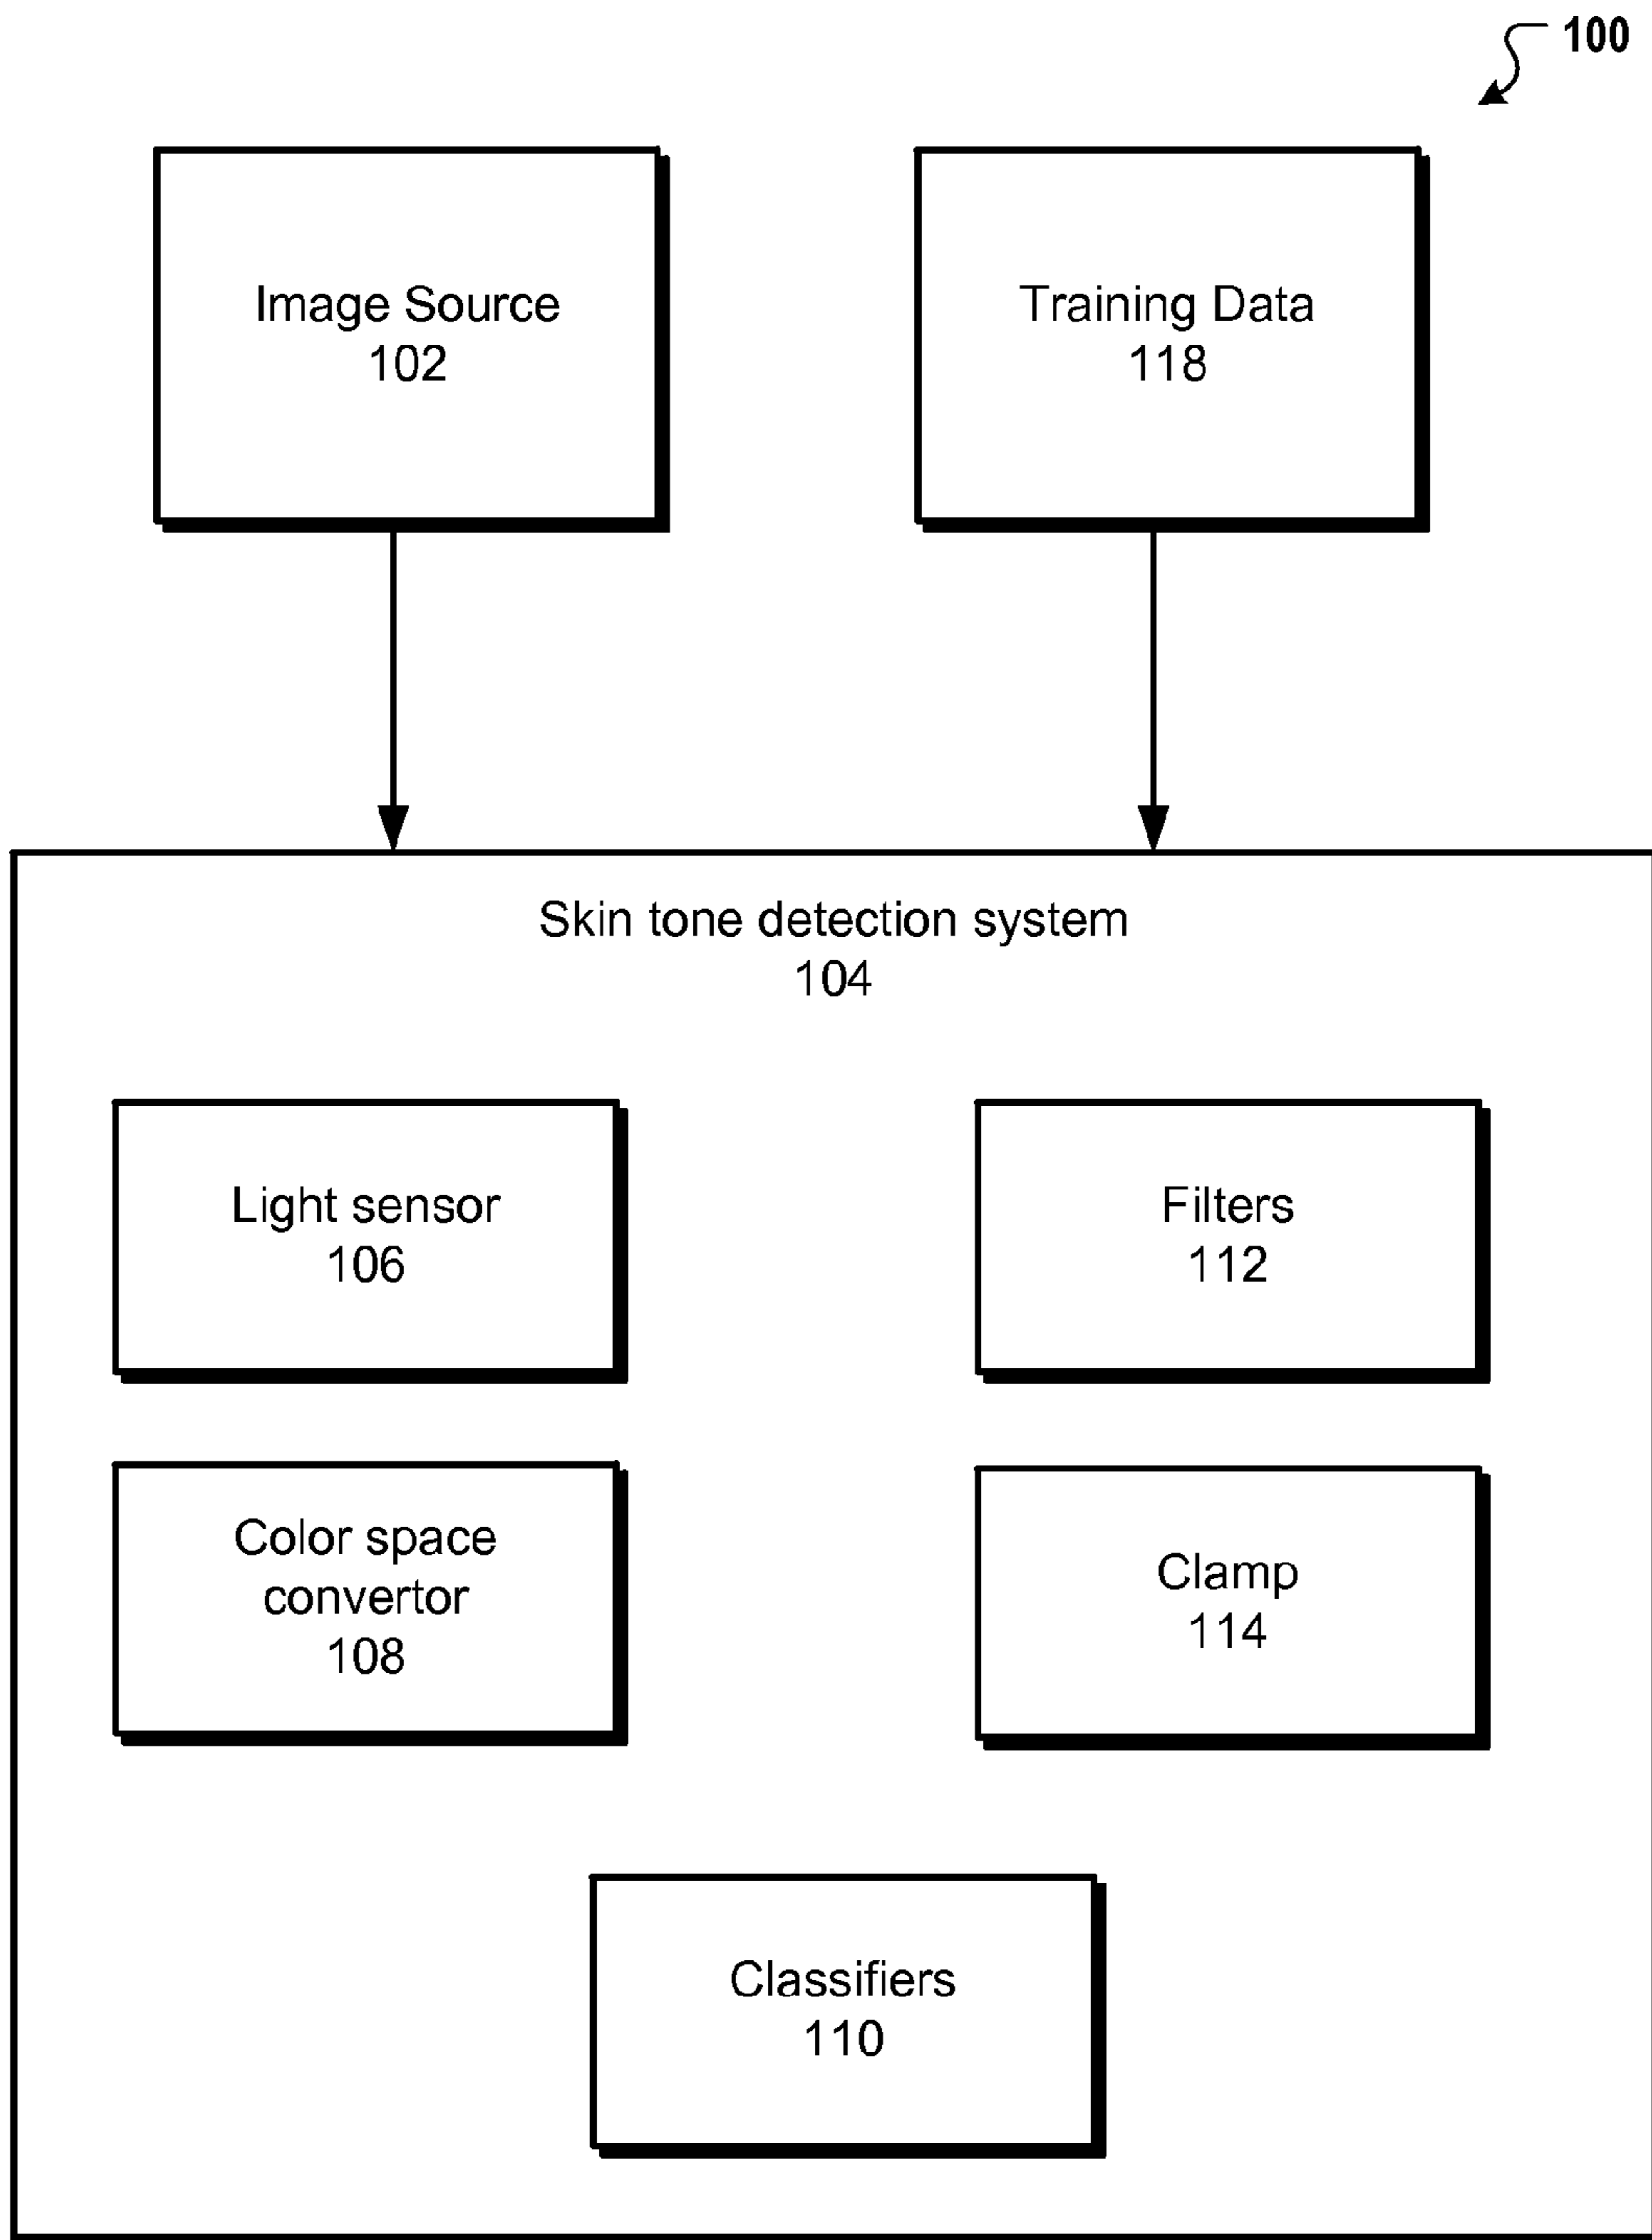 100
Image Source
102
Training Data
118
Skin tone detection system
104
Light sensor
106
Filters
112
Color space
convertor
108
Clamp
114
Classifiers
110